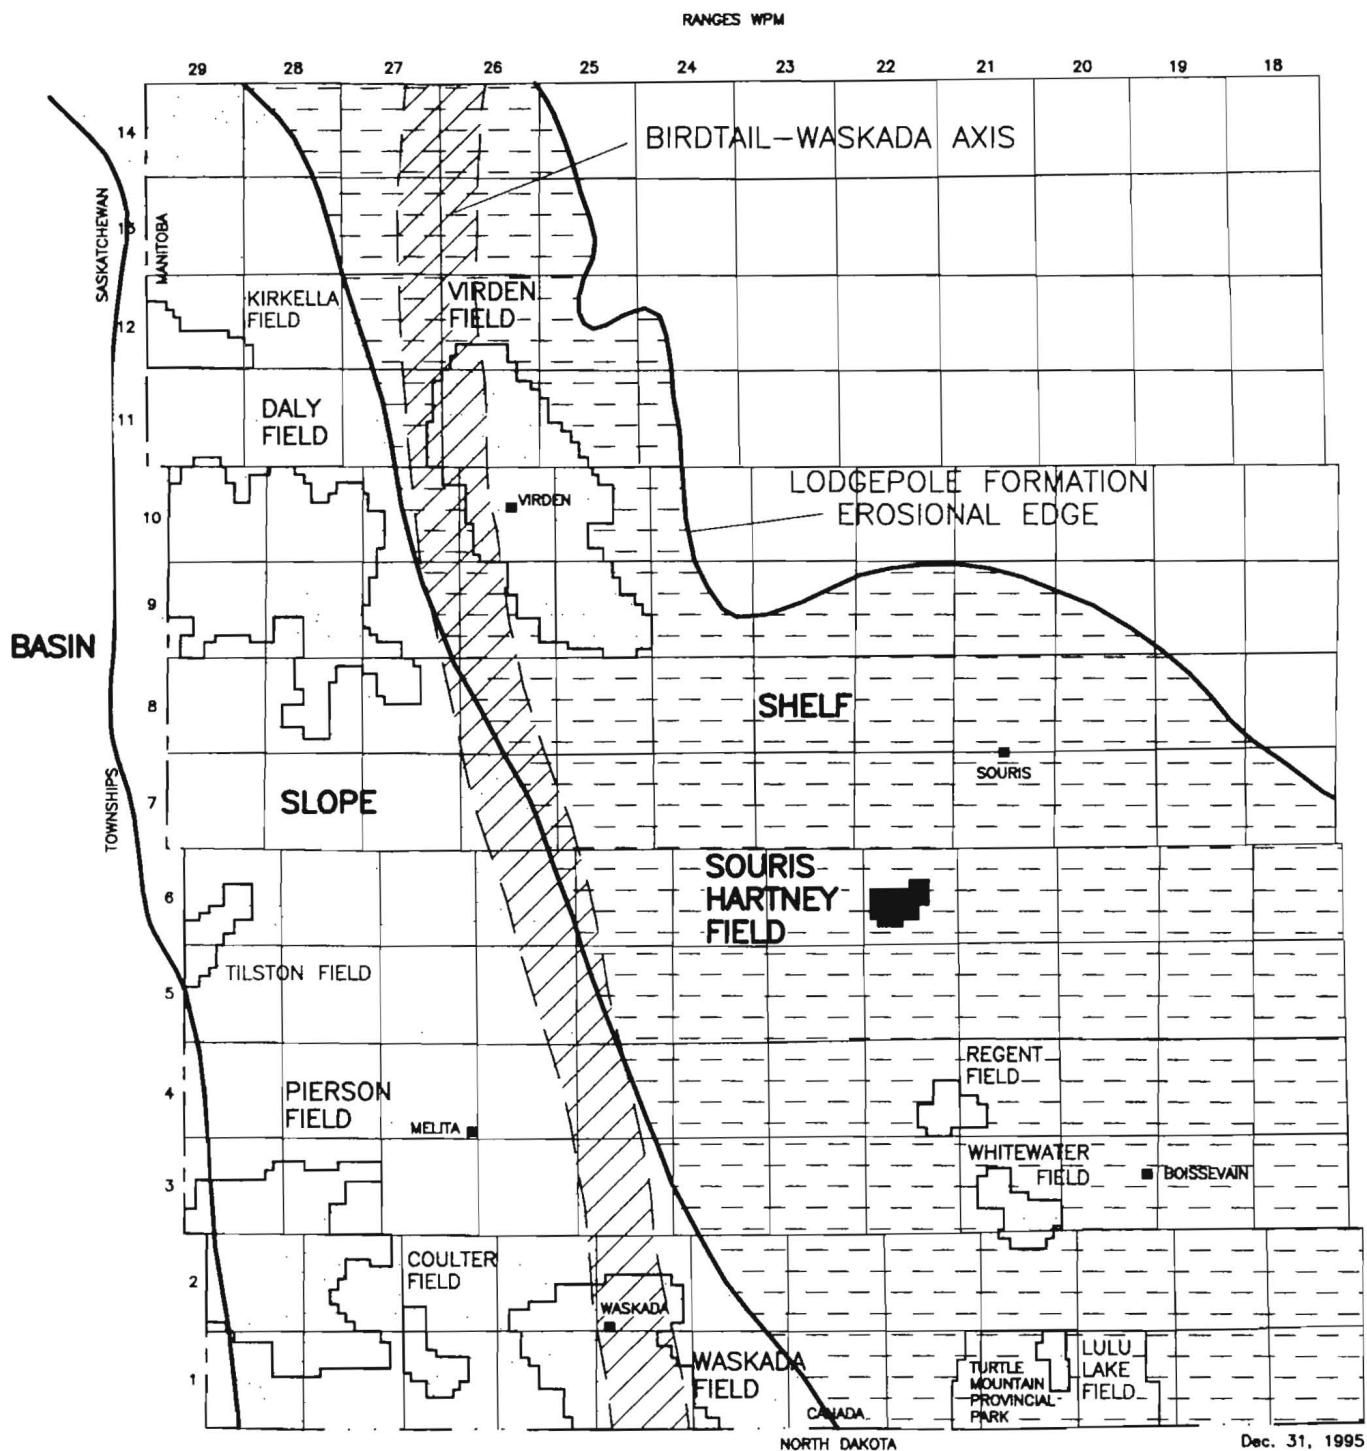 RANGES WPM
29 28 27 26 25 24 23 22 21 20 19 18
14
BIRDTAIL-WASKADA AXIS
SASKATCHEWAN
MANITOBA
13
KIRKELLA
FIELD
VIRDEN
FIELD
12
DALY
FIELD
11
LODGEPOLE FORMATION
EROSIONAL EDGE
VIRDEN
10
9
BASIN
SHELF
8
SOURIS
TOWNSHIPS
SLOPE
7
SOURIS
HARTNEY
FIELD
6
TILSTON FIELD
5
REGENT
FIELD
PIERSON
FIELD
4
MELITA
WHITEWATER
FIELD
BOISSEVAIN
3
COULTER
FIELD
2
WASKADA
WASKADA
FIELD
LULU
LAKE
FIELD
TURTLE
MOUNTAIN
PROVINCIAL
PARK
1
CANADA
NORTH DAKOTA
Dec. 31, 1995